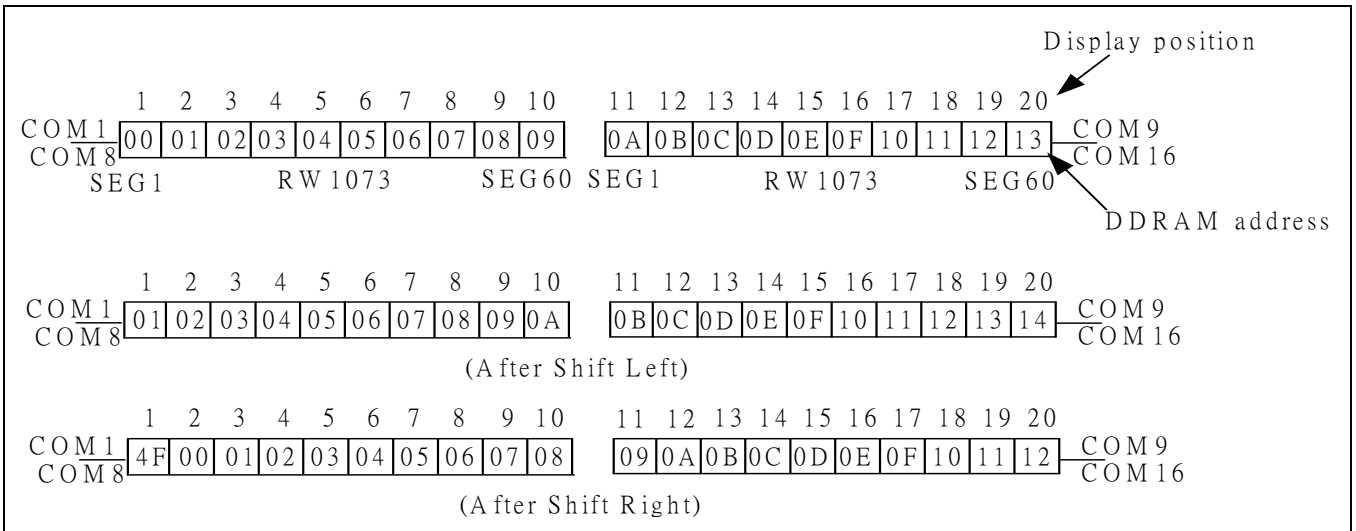 Display position
1 2 3 4 5 6 7 8 9 10 11 12 13 14 15 16 17 18 19 20
COM1 00 01 02 03 04 05 06 07 08 09 0A 0B 0C 0D 0E 0F 10 11 12 13 COM9
COM8 COM16
SEG1 RW1073 SEG60 SEG1 RW1073 SEG60
DDRAM address
1 2 3 4 5 6 7 8 9 10 11 12 13 14 15 16 17 18 19 20
COM1 01 02 03 04 05 06 07 08 09 0A 0B 0C 0D 0E 0F 10 11 12 13 14 COM9
COM8 COM16
(After Shift Left)
1 2 3 4 5 6 7 8 9 10 11 12 13 14 15 16 17 18 19 20
COM1 4F 00 01 02 03 04 05 06 07 08 09 0A 0B 0C 0D 0E 0F 10 11 12 COM9
COM8 COM16
(After Shift Right)